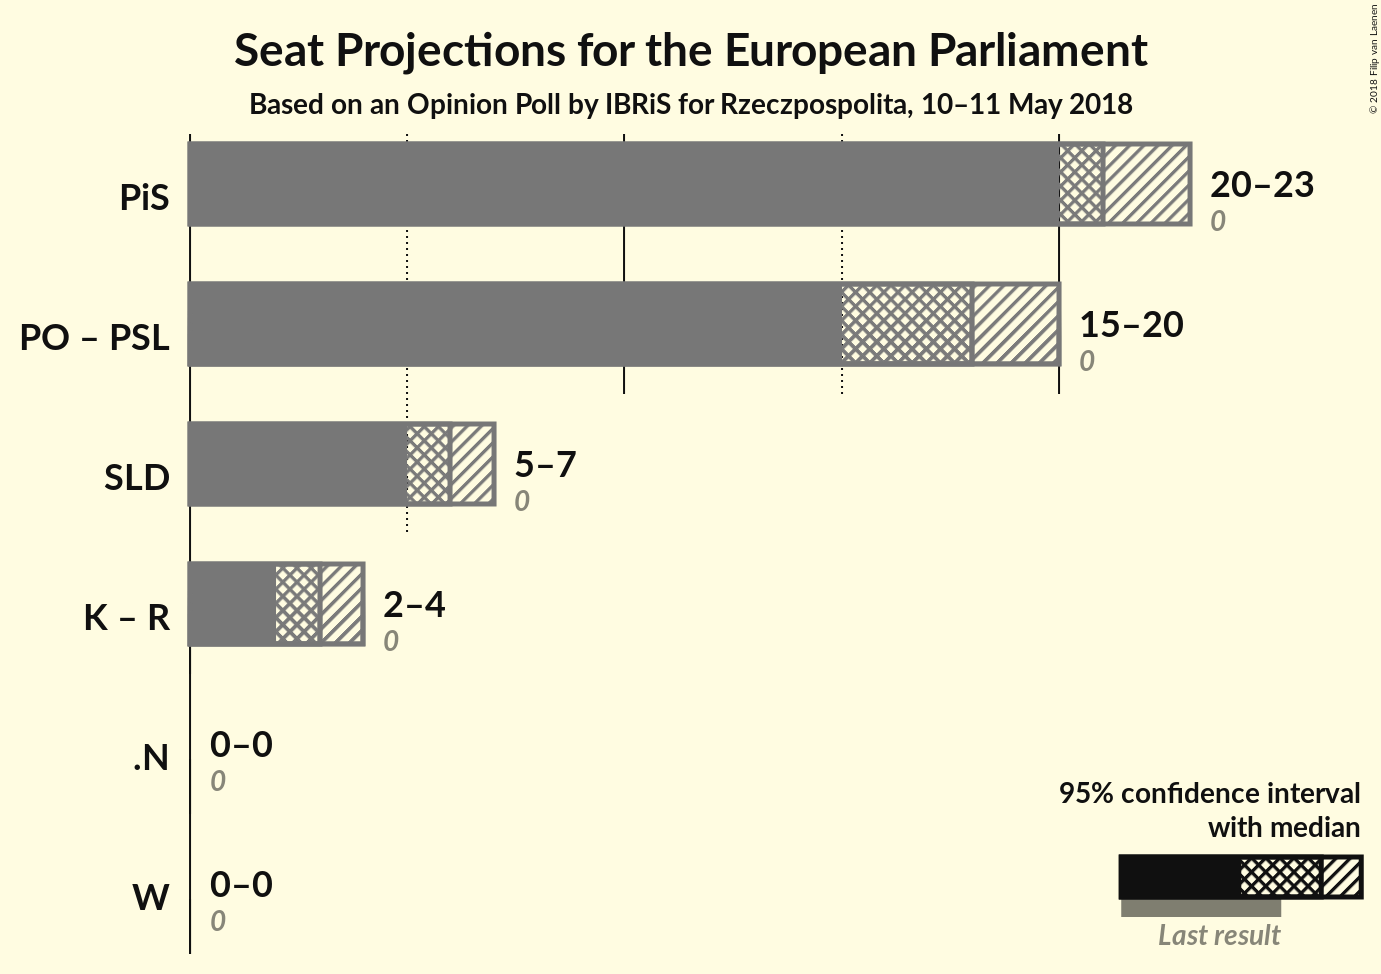 Seat Projections for the European Parliament
Based on an Opinion Poll by IBRiS for Rzeczpospolita, 10–11 May 2018
© 2018 Filip van Laenen
PiS
20–23
0
PO – PSL
15–20
0
SLD
5–7
0
K – R
2–4
0
.N
0–0
0
W
0–0
0
95% confidence interval
with median
Last result